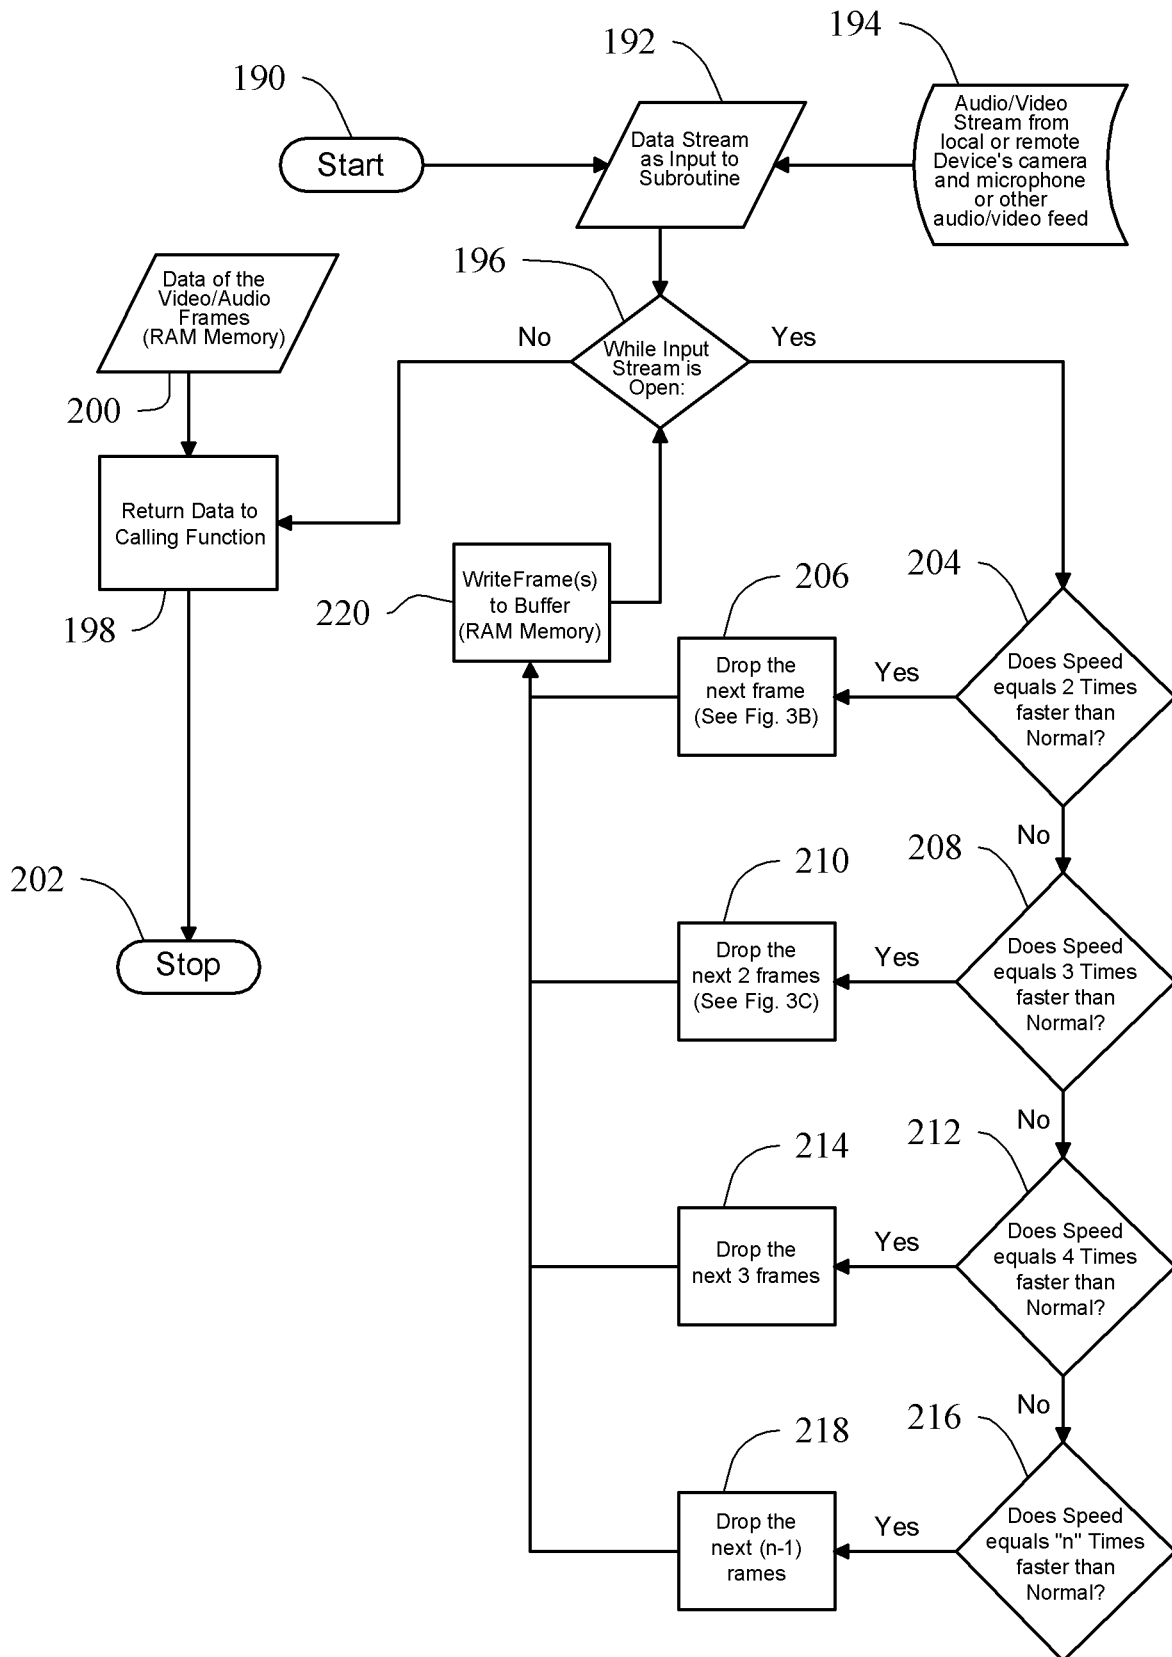 190
Start
192
Data Stream
as Input to
Subroutine
194
Audio/Video
Stream from
local or remote
Device's camera
and microphone
or other
audio/video feed
196
While Input
Stream is
Open:
No
Yes
Data of the
Video/Audio
Frames
(RAM Memory)
200
Return Data to
Calling Function
198
202
Stop
WriteFrame(s)
to Buffer
(RAM Memory)
220
204
Does Speed
equals 2 Times
faster than
Normal?
Yes
206
Drop the
next frame
(See Fig. 3B)
No
208
Does Speed
equals 3 Times
faster than
Normal?
Yes
210
Drop the
next 2 frames
(See Fig. 3C)
No
212
Does Speed
equals 4 Times
faster than
Normal?
Yes
214
Drop the
next 3 frames
No
216
Does Speed
equals "n" Times
faster than
Normal?
Yes
218
Drop the
next (n-1)
rames